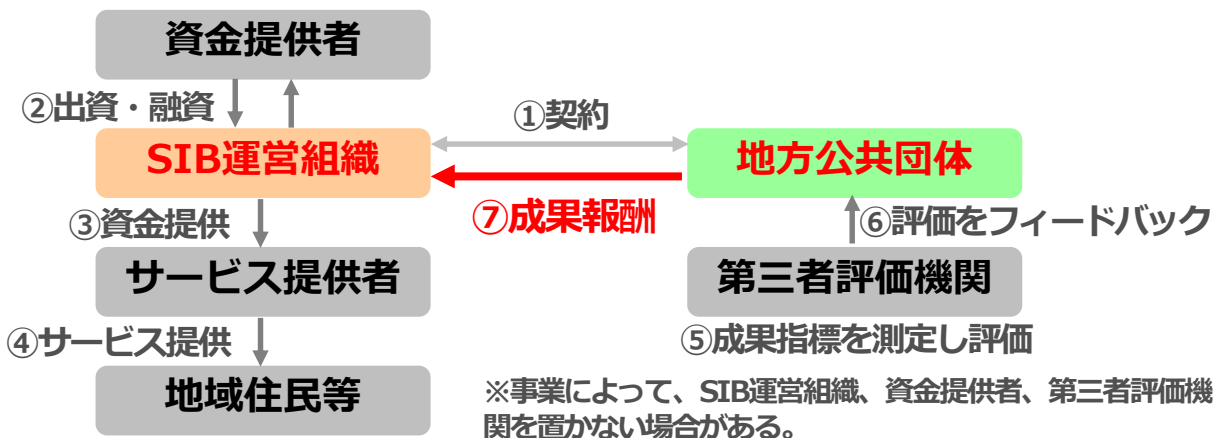 資金提供者
②出資・融資
①契約
SIB運営組織
地方公共団体
⑦成果報酬
③資金提供
⑥評価をフィードバック
サービス提供者
第三者評価機関
④サービス提供
⑤成果指標を測定し評価
地域住民等
※事業によって、SIB運営組織、資金提供者、第三者評価機
関を置かない場合がある。